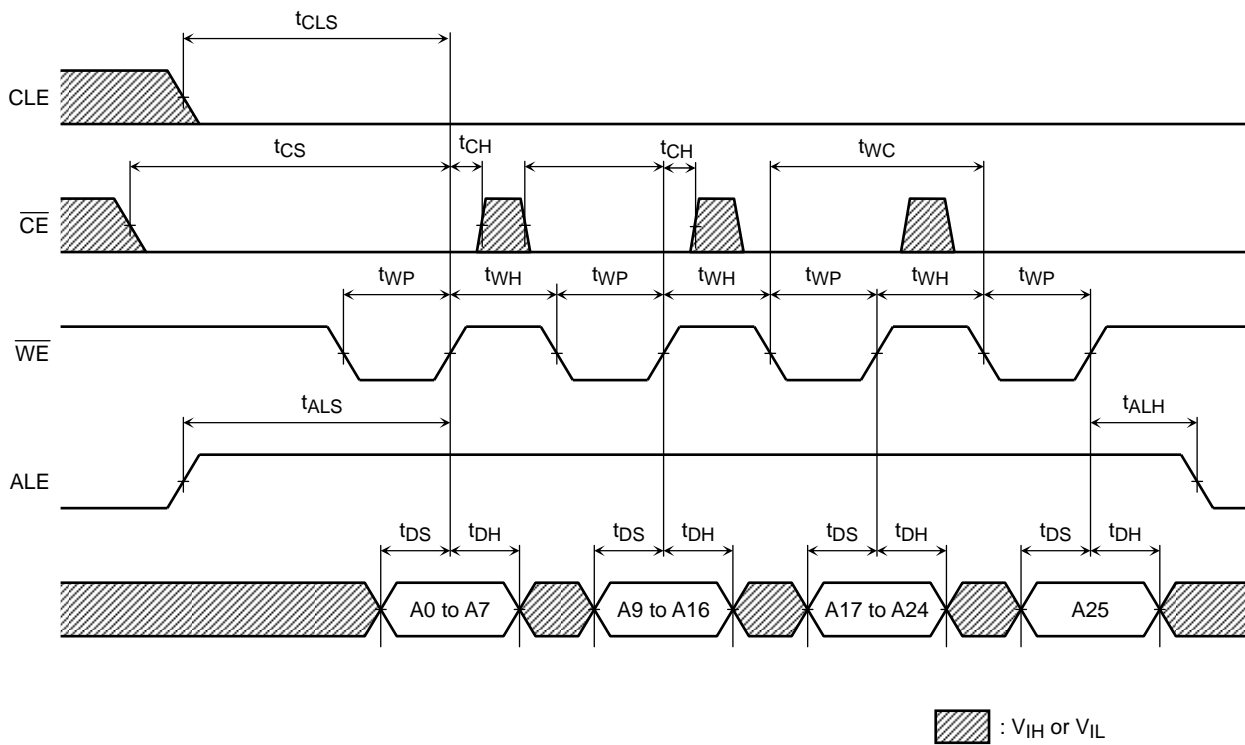 tCLS
CLE
tCS tCH tCH tWC
CE
tWP tWH tWP tWH tWP tWH tWP
WE
tALS tALH
ALE
tDS tDH tDS tDH tDS tDH tDS tDH
A0 to A7 A9 to A16 A17 to A24 A25
: VIH or VIL